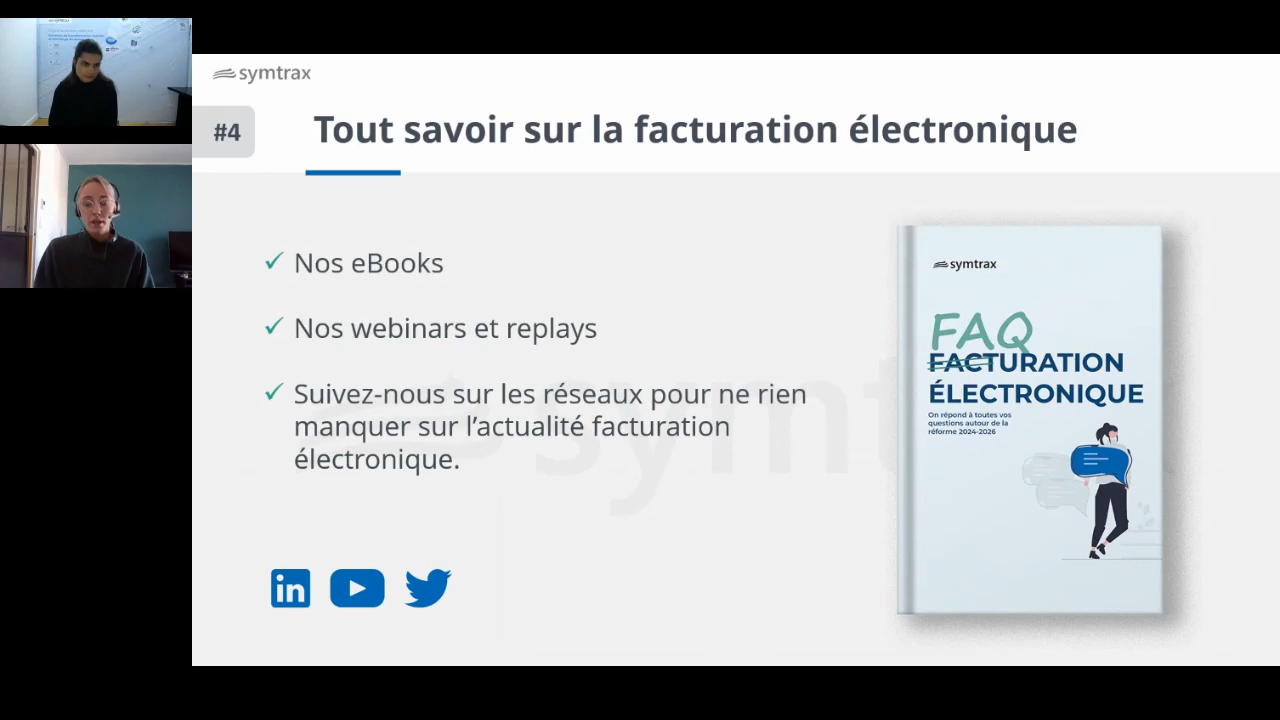 symtrax
#4
Tout savoir sur la facturation électronique
✓ Nos eBooks
✓ Nos webinars et replays
✓ Suivez-nous sur les réseaux pour ne rien
manquer sur l’actualité facturation
électronique.
in
symtrax
FAQ
FACTURATION
ÉLECTRONIQUE
On répond à toutes vos
questions autour de la
réforme 2024-2026
symt